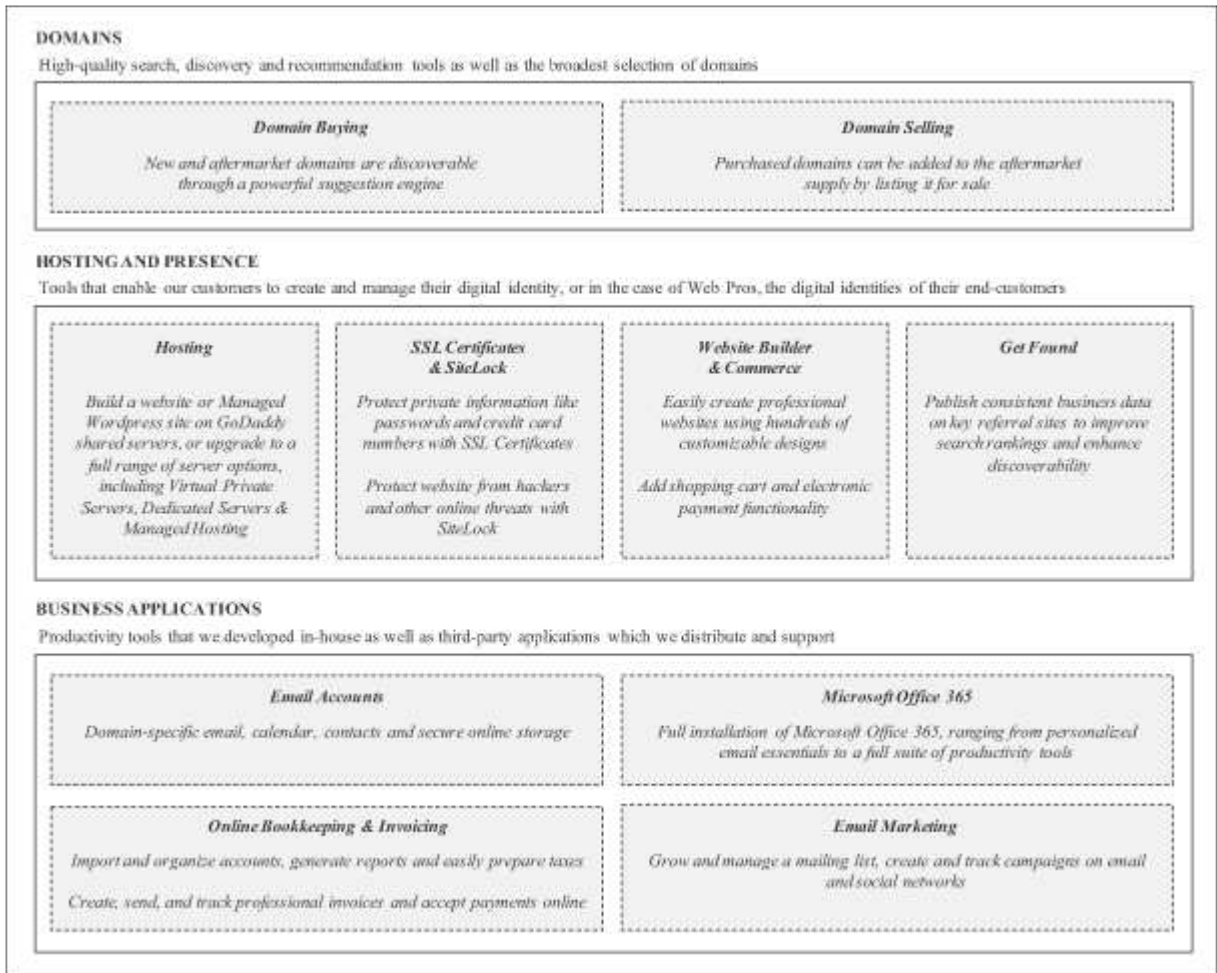 DOMAINS
High-quality search, discovery and recommendation tools as well as the broadest selection of domains
Domain Buying
New and aftermarket domains are discoverable
through a powerful suggestion engine
Domain Selling
Purchased domains can be added to the aftermarket
supply by listing it for sale
HOSTING AND PRESENCE
Tools that enable our customers to create and manage their digital identity, or in the case of Web Pros, the digital identities of their end-customers
Hosting
Build a website or Managed
Wordpress site on GoDaddy
shared servers, or upgrade to a
full range of server options,
including Virtual Private
Servers, Dedicated Servers &
Managed Hosting
SSL Certificates
& SiteLock
Protect private information like
passwords and credit card
numbers with SSL Certificates
Protect website from hackers
and other online threats with
SiteLock
Website Builder
& Commerce
Easily create professional
websites using hundreds of
customizable designs
Add shopping cart and electronic
payment functionality
Get Found
Publish consistent business data
on key referral sites to improve
search rankings and enhance
discoverability
BUSINESS APPLICATIONS
Productivity tools that we developed in-house as well as third-party applications which we distribute and support
Email Accounts
Domain-specific email, calendar, contacts and secure online storage
Microsoft Office 365
Full installation of Microsoft Office 365, ranging from personalized
email essentials to a full suite of productivity tools
Online Bookkeeping & Invoicing
Import and organize accounts, generate reports and easily prepare taxes
Create, send, and track professional invoices and accept payments online
Email Marketing
Grow and manage a mailing list, create and track campaigns on email
and social networks